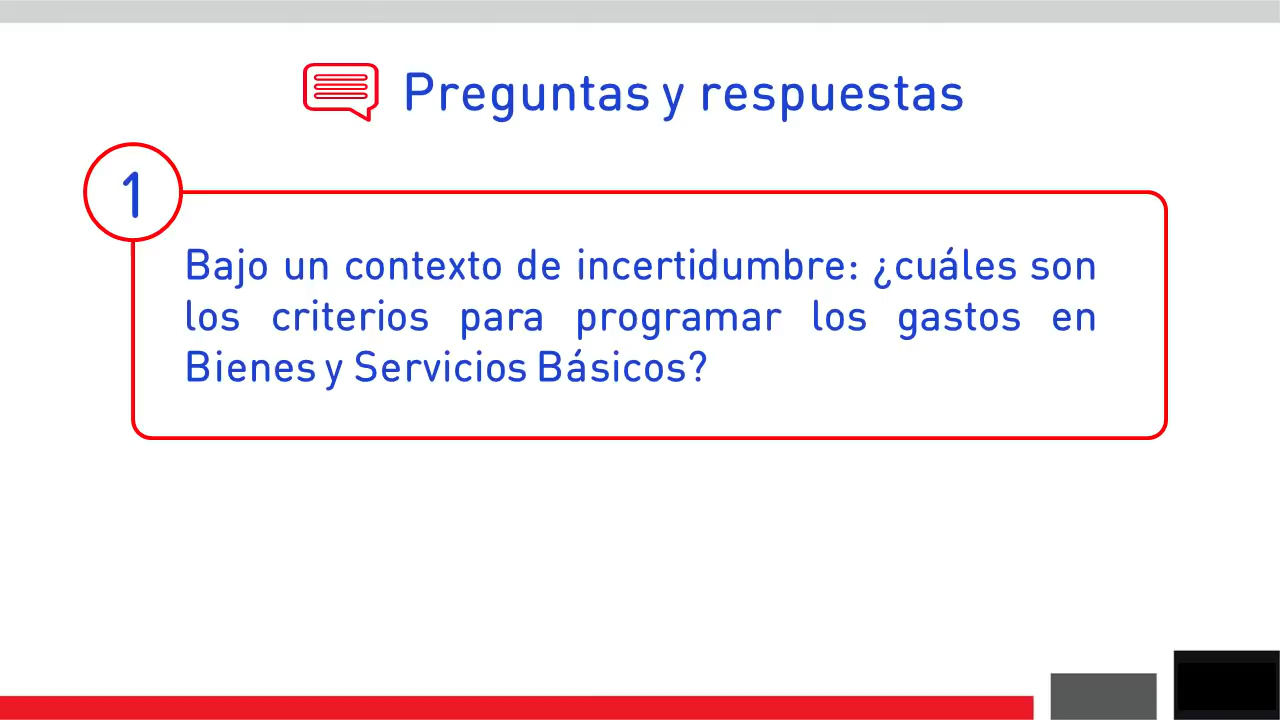 Preguntas y respuestas
1
Bajo un contexto de incertidumbre: ¿cuáles son
los criterios para programar los gastos en
Bienes y Servicios Básicos?